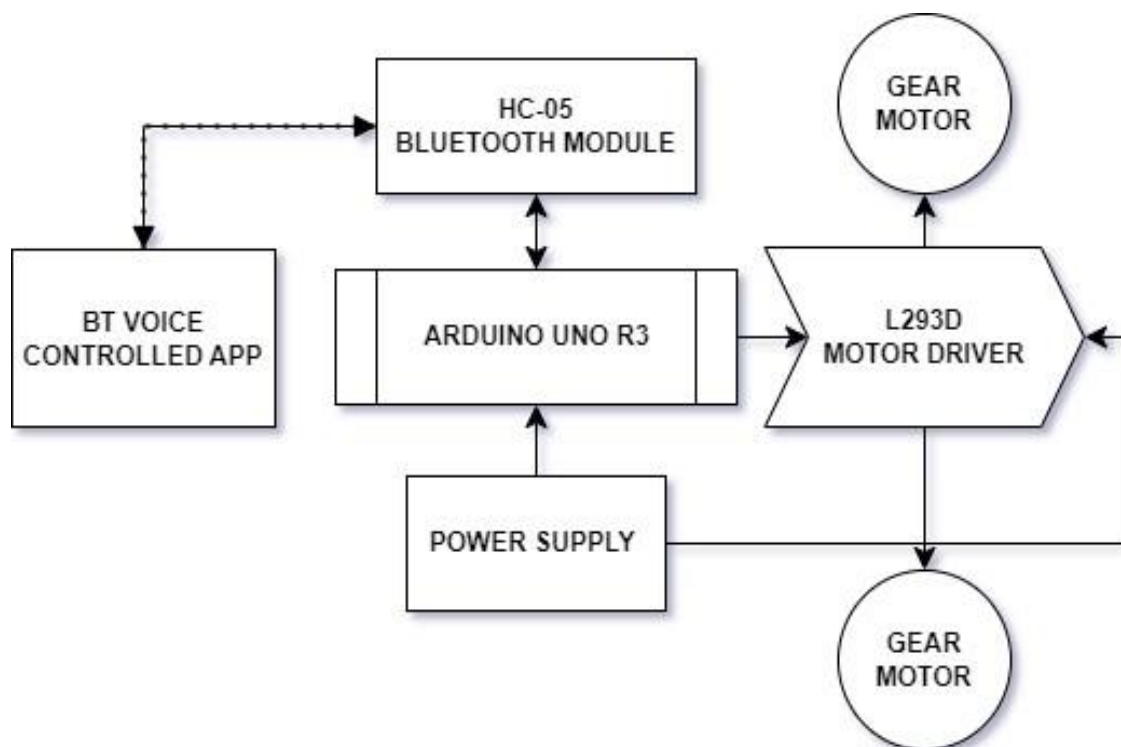 HC-05
BLUETOOTH MODULE
GEAR
MOTOR
BT VOICE
CONTROLLED APP
ARDUINO UNO R3
L293D
MOTOR DRIVER
POWER SUPPLY
GEAR
MOTOR